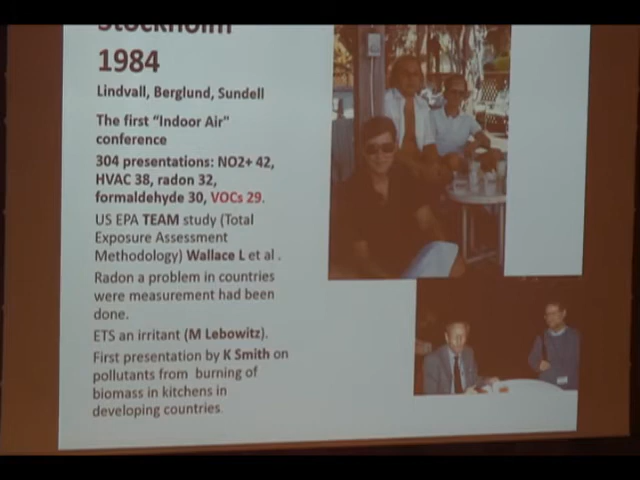 Stockholm
1984
Lindvall, Berglund, Sundell
The first "Indoor Air"
conference
304 presentations: NO2+ 42,
HVAC 38, radon 32,
formaldehyde 30, VOCs 29.
US EPA TEAM study (Total
Exposure Assessment
Methodology) Wallace L et al .
Radon a problem in countries
were measurement had been
done.
ETS an irritant (M Lebowitz).
First presentation by K Smith on
pollutants from burning of
biomass in kitchens in
developing countries.